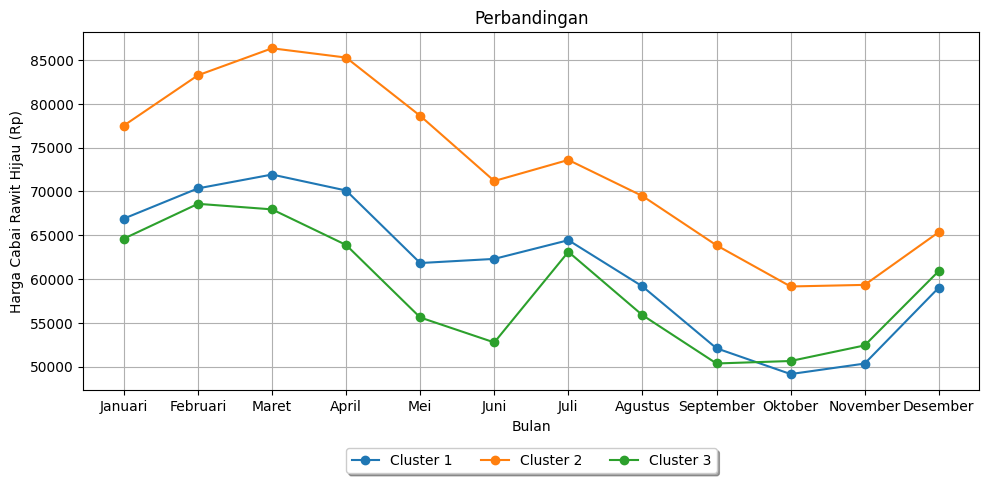 Perbandingan
Harga Cabai Rawit Hijau (Rp)
85000
80000
75000
70000
65000
60000
55000
50000
Januari Februari Maret April Mei Juni Juli Agustus September Oktober November Desember
Bulan
Cluster 1 Cluster 2 Cluster 3